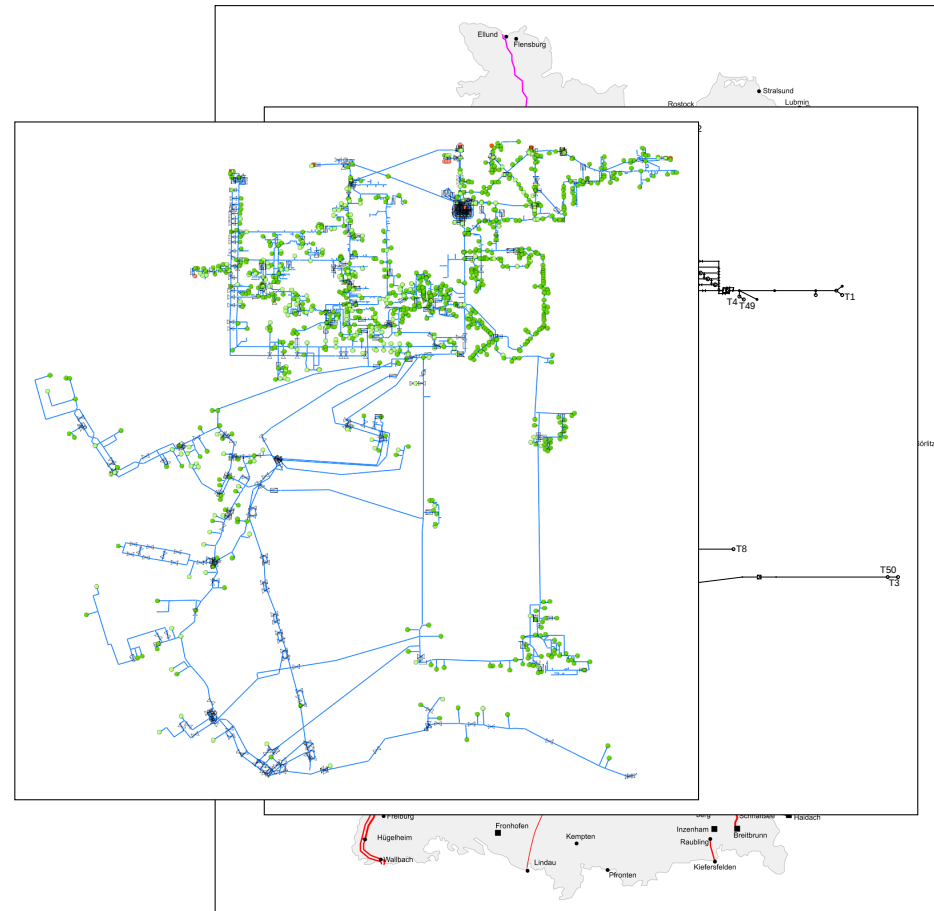 Ellund
Flensburg
Stralsund
Rostock
Lubmin
2
T1
T4
T49
T8
T50
T3
Freiburg
Hügelheim
Wallbach
Fronhofen
Kempten
Lindau
Pfronten
Inzenham
Raubling
Kiefersfelden
Breitbrunn
Haidach